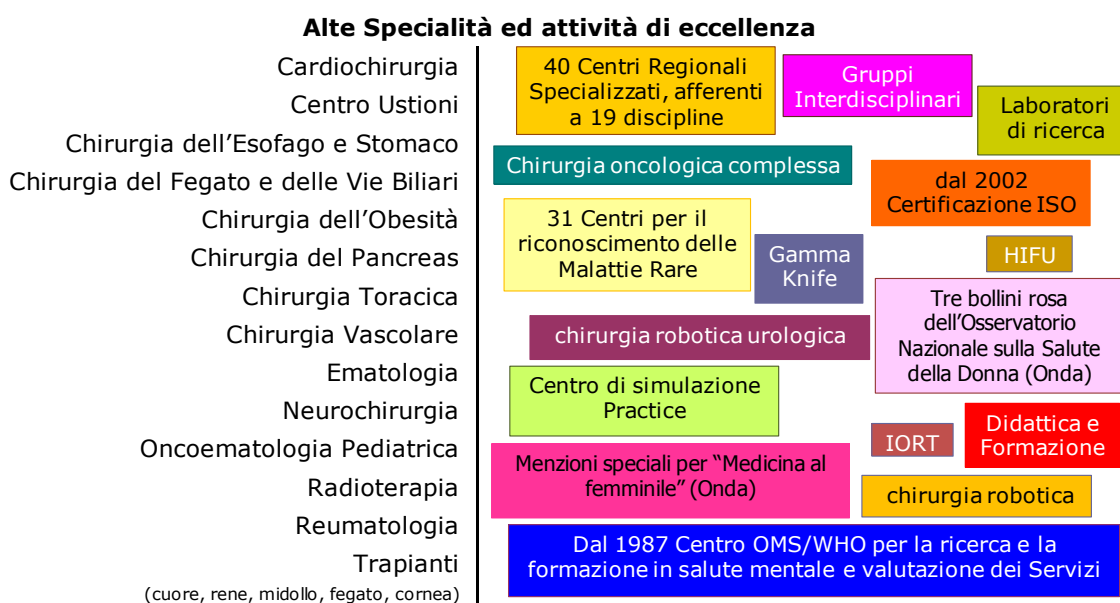 Alte Specialità ed attività di eccellenza
Cardiochirurgia
Centro Ustioni
Chirurgia dell’Esofago e Stomaco
Chirurgia del Fegato e delle Vie Biliari
Chirurgia dell’Obesità
Chirurgia del Pancreas
Chirurgia Toracica
Chirurgia Vascolare
Ematologia
Neurochirurgia
Oncoematologia Pediatrica
Radioterapia
Reumatologia
Trapianti
(cuore, rene, midollo, fegato, cornea)
40 Centri Regionali
Specializzati, afferenti
a 19 discipline
Gruppi
Interdisciplinari
Laboratori
di ricerca
Chirurgia oncologica complessa
dal 2002
Certificazione ISO
31 Centri per il
riconoscimento delle
Malattie Rare
Gamma
Knife
HIFU
Tre bollini rosa
dell’Osservatorio
Nazionale sulla Salute
della Donna (Onda)
chirurgia robotica urologica
Centro di simulazione
Practice
IORT
Didattica e
Formazione
Menzioni speciali per “Medicina al
femminile” (Onda)
chirurgia robotica
Dal 1987 Centro OMS/WHO per la ricerca e la
formazione in salute mentale e valutazione dei Servizi